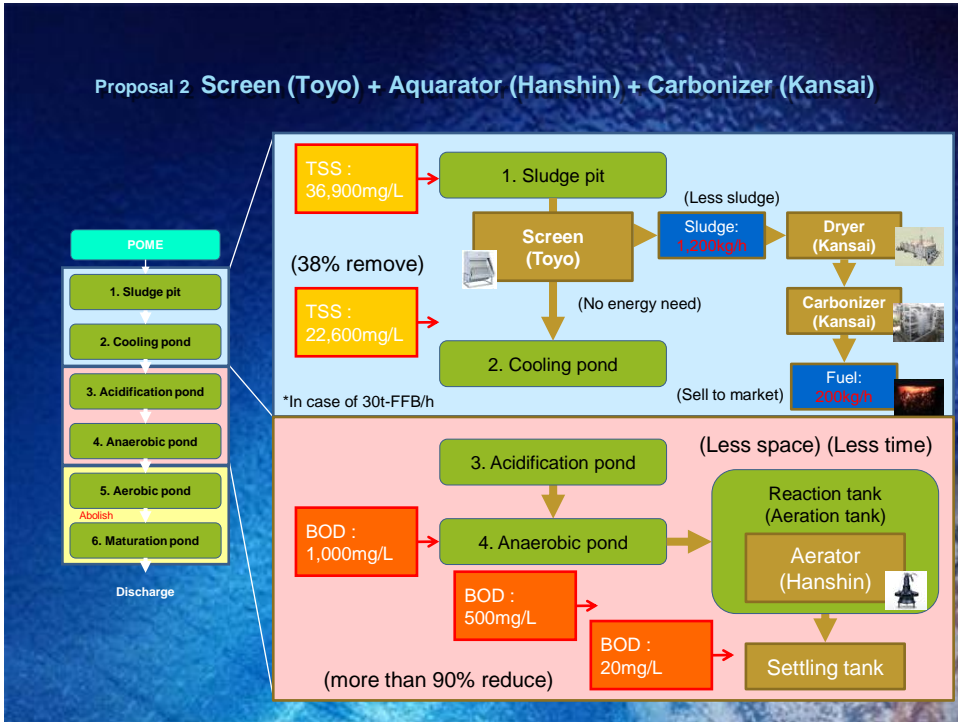 Proposal 2 Screen (Toyo) + Aquarator (Hanshin) + Carbonizer (Kansai)
POME
1. Sludge pit
2. Cooling pond
3. Acidification pond
4. Anaerobic pond
5. Aerobic pond
Abolish
6. Maturation pond
Discharge
TSS :
36,900mg/L
1. Sludge pit
(Less sludge)
Screen
(Toyo)
Sludge:
1,200kg/h
Dryer
(Kansai)
(38% remove)
(No energy need)
Carbonizer
(Kansai)
TSS :
22,600mg/L
2. Cooling pond
Fuel:
200kg/h
(Sell to market)
*In case of 30t-FFB/h
(Less space) (Less time)
3. Acidification pond
Reaction tank
(Aeration tank)
BOD :
1,000mg/L
4. Anaerobic pond
Aerator
(Hanshin)
BOD :
500mg/L
BOD :
20mg/L
Settling tank
(more than 90% reduce)